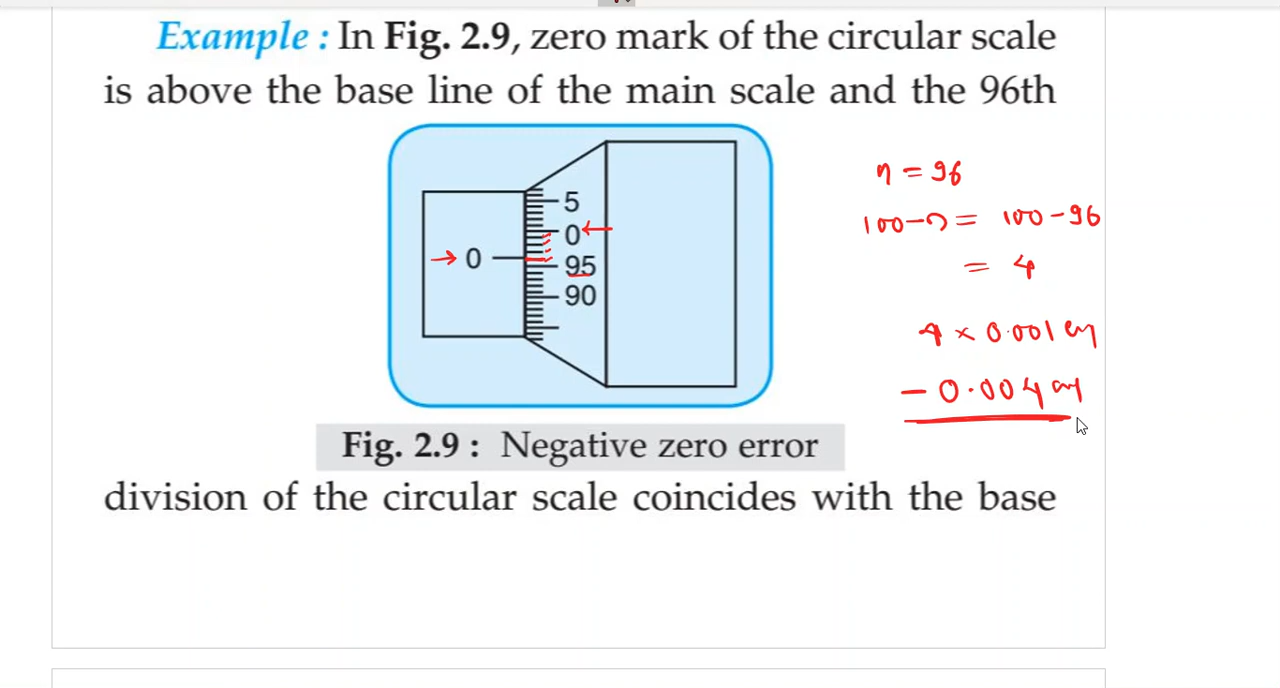 Example : In Fig. 2.9, zero mark of the circular scale
is above the base line of the main scale and the 96th
5
0
0
95
90
n = 96
100-n = 100-96
= 4
4 × 0.001 cm
- 0.004 cm
Fig. 2.9 : Negative zero error
division of the circular scale coincides with the base